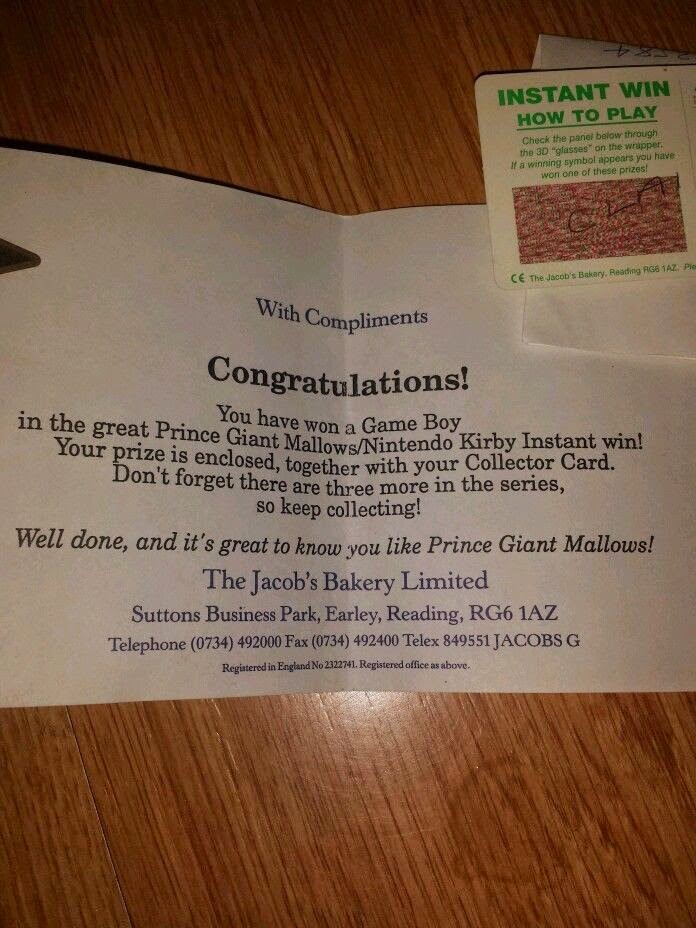 INSTANT WIN
HOW TO PLAY
Check the panel below through
the 3D "glasses" on the wrapper.
If a winning symbol appears you have
won one of these prizes!
CE The Jacob's Bakery, Reading RG6 1AZ.
With Compliments
Congratulations!
You have won a Game Boy
in the great Prince Giant Mallows/Nintendo Kirby Instant win!
Your prize is enclosed, together with your Collector Card.
Don't forget there are three more in the series,
so keep collecting!
Well done, and it's great to know you like Prince Giant Mallows!
The Jacob's Bakery Limited
Suttons Business Park, Earley, Reading, RG6 1AZ
Telephone (0734) 492000 Fax (0734) 492400 Telex 849551 JACOBS G
Registered in England No 2322741. Registered office as above.